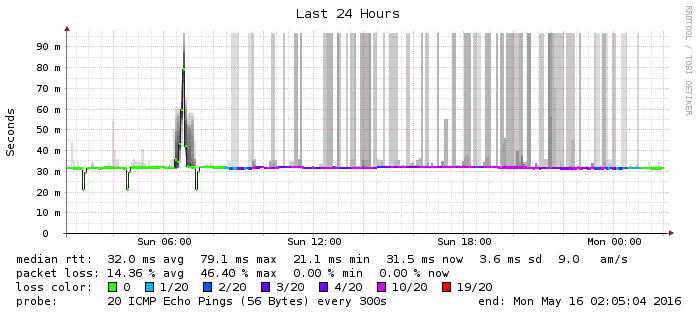 Last 24 Hours
RRDTOOL / TOBI OETIKER
Seconds
90 m
80 m
70 m
60 m
50 m
40 m
30 m
20 m
10 m
0
Sun 06:00 Sun 12:00 Sun 18:00 Mon 00:00
median rtt: 32.0 ms avg 79.1 ms max 21.1 ms min 31.5 ms now 3.6 ms sd 9.0 am/s
packet loss: 14.36 % avg 46.40 % max 0.00 % min 0.00 % now
loss color: 0 1/20 2/20 3/20 4/20 10/20 19/20
probe: 20 ICMP Echo Pings (56 Bytes) every 300s end: Mon May 16 02:05:04 2016